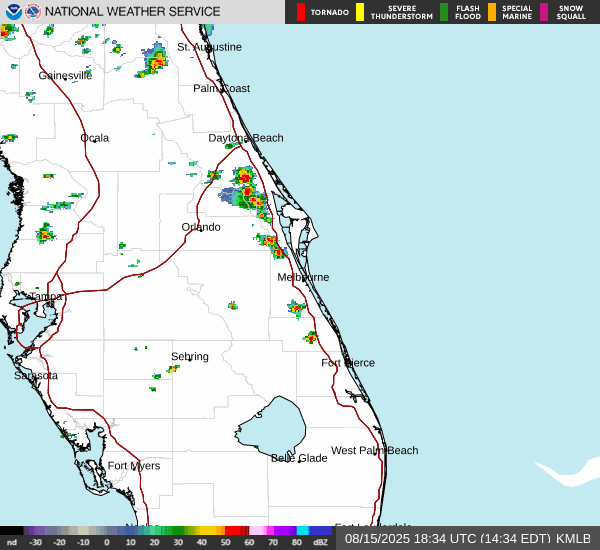 NATIONAL WEATHER SERVICE
TORNADO
SEVERE THUNDERSTORM
FLASH FLOOD
SPECIAL MARINE
SNOW SQUALL
St. Augustine
Gainesville
Palm Coast
Ocala
Daytona Beach
Orlando
Melbourne
Tampa
Sebring
Fort Pierce
Sarasota
West Palm Beach
Belle Glade
Fort Myers
nd -30 -20 -10 0 10 20 30 40 50 60 70 80 dBZ
08/15/2025 18:34 UTC (14:34 EDT) KMLB